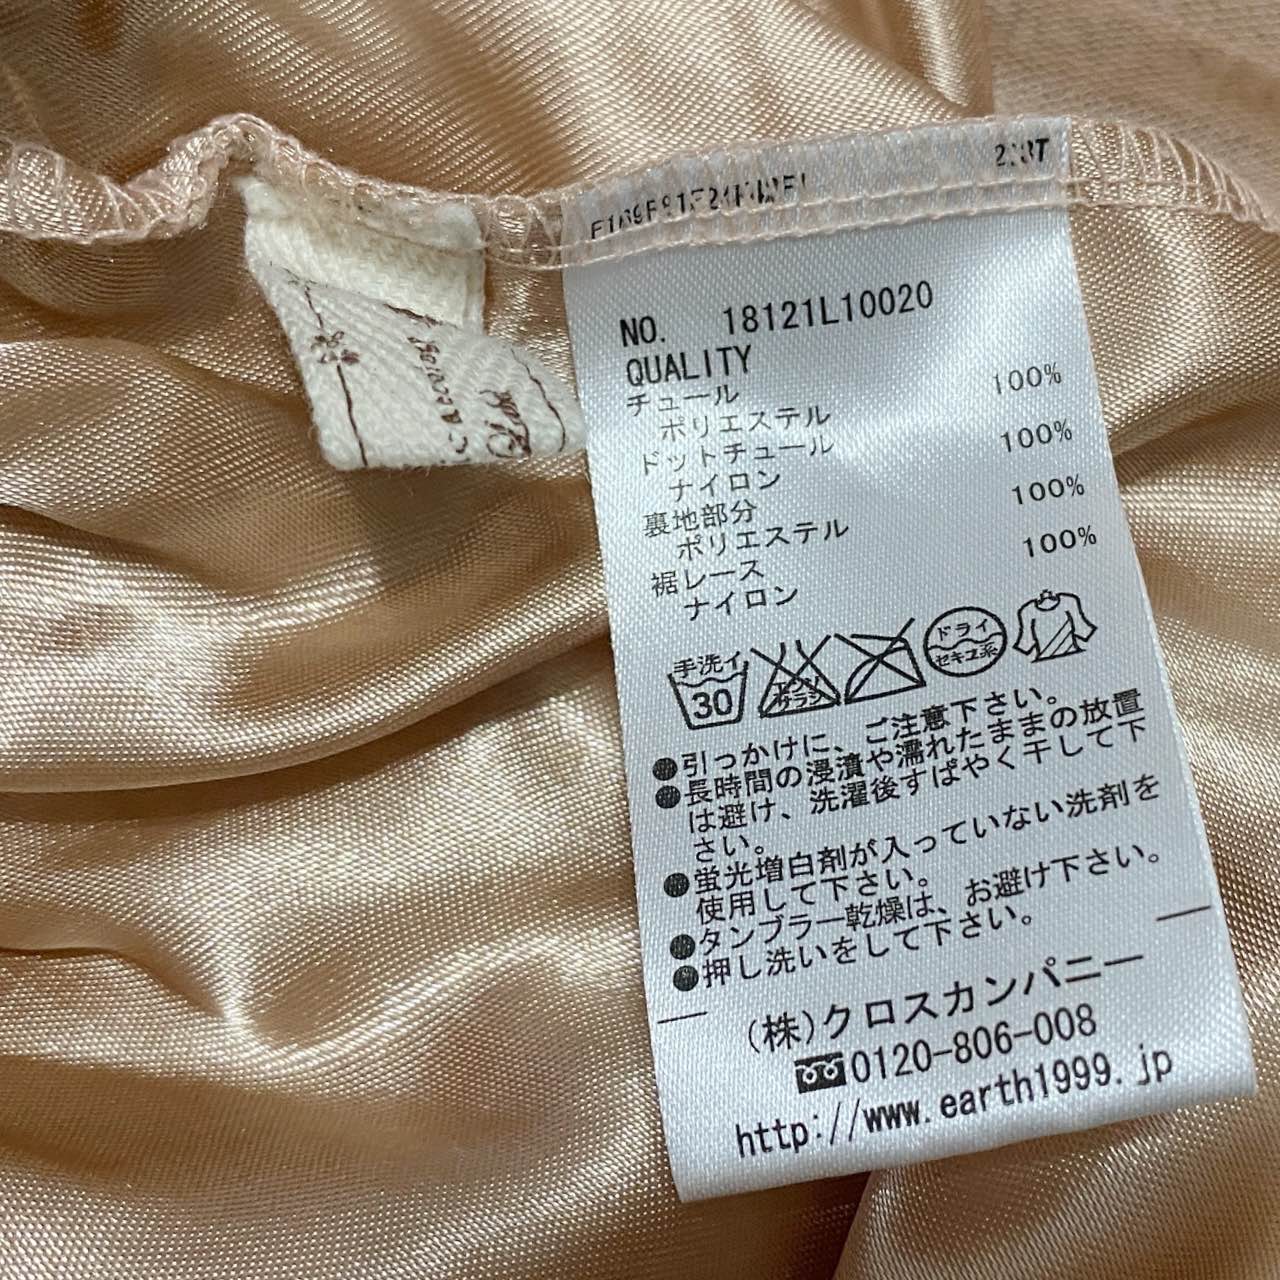 NO. 18121L10020
QUALITY
チュール
ポリエステル 100%
ドットチュール
ナイロン 100%
裏地部分
ポリエステル 100%
裾レース
ナイロン 100%
手洗イ
30
エンソ
サラシ
ドライ
セキユ系
●引っかけに、ご注意下さい。
●長時間の浸漬や濡れたままの放置
は避け、洗濯後すばやく干して下
さい。
●蛍光増白剤が入っていない洗剤を
使用して下さい。
●タンブラー乾燥は、お避け下さい。
●押し洗いをして下さい。
(株)クロスカンパニー
0120-806-008
http://www.earth1999.jp